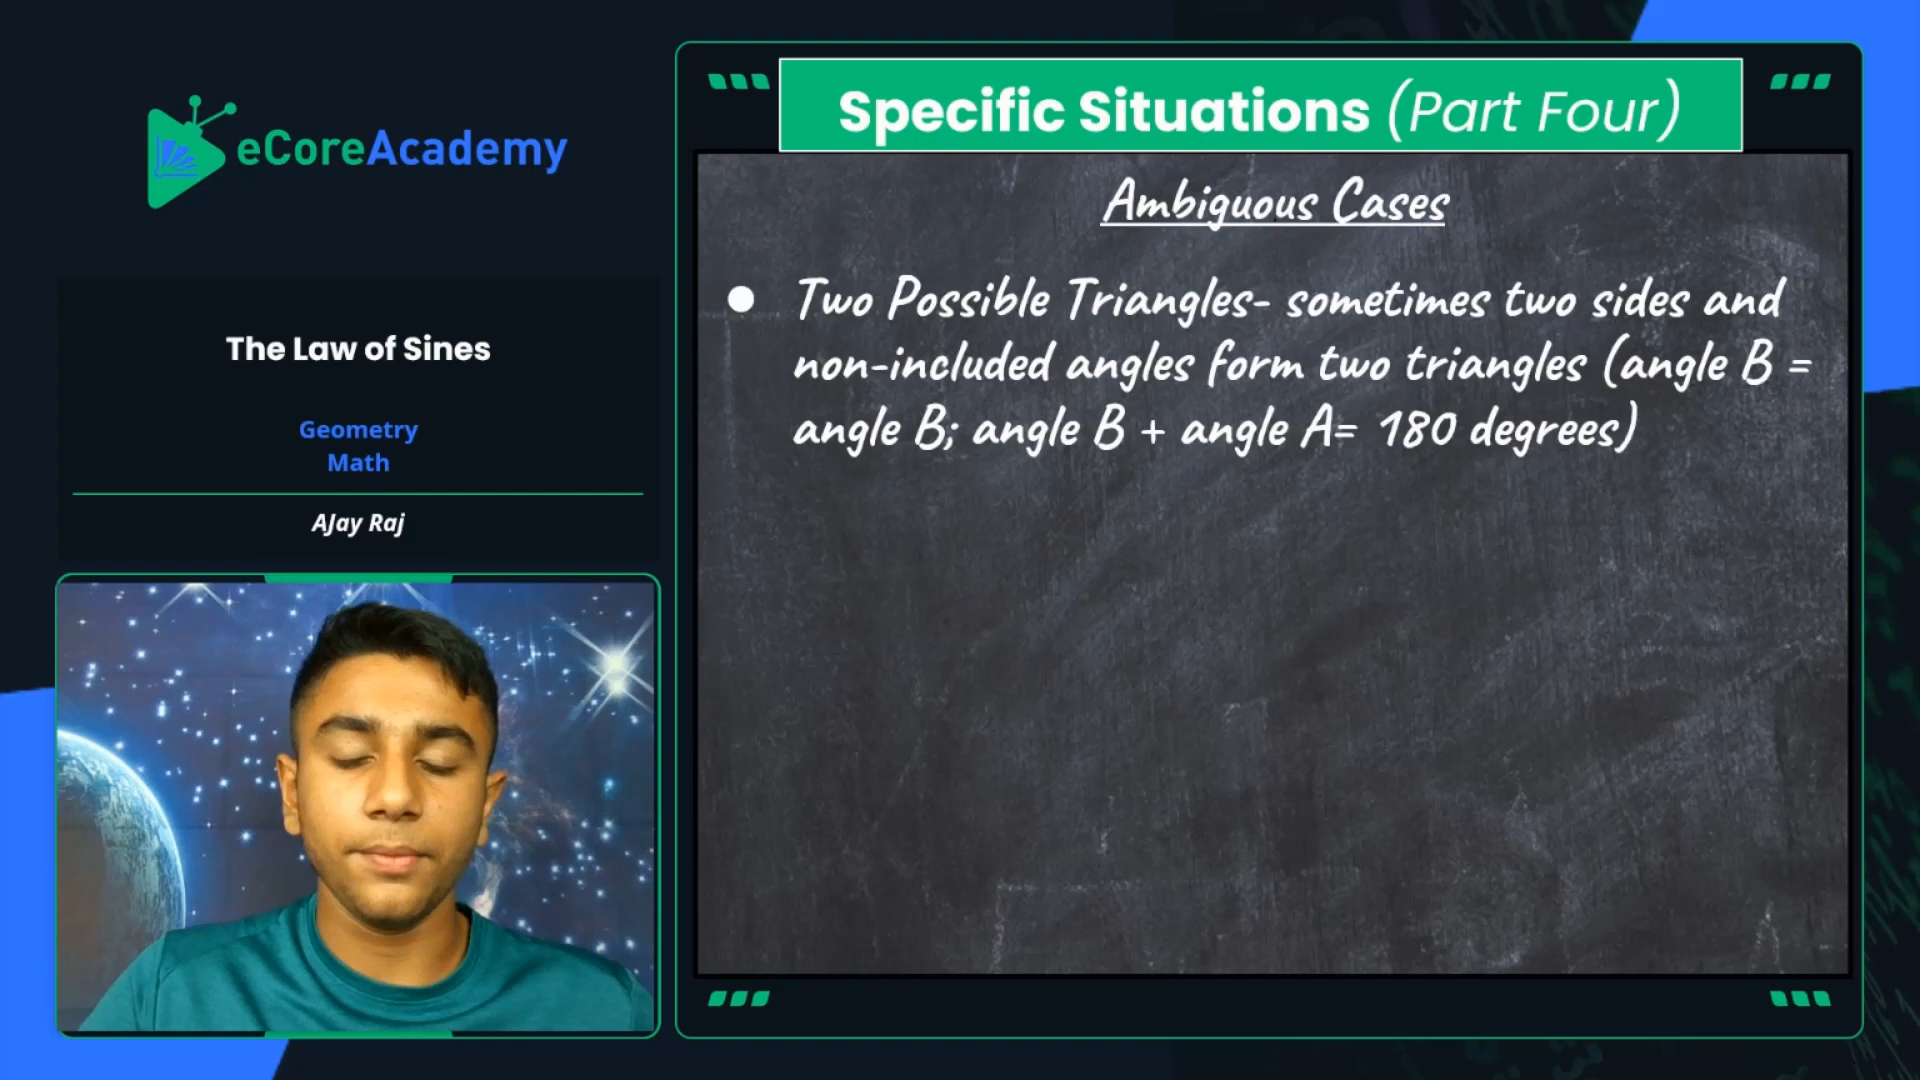 eCoreAcademy
The Law of Sines
Geometry
Math
AJay Raj
Specific Situations (Part Four)
Ambiguous Cases
● Two Possible Triangles- sometimes two sides and
non-included angles form two triangles (angle B =
angle B; angle B + angle A= 180 degrees)